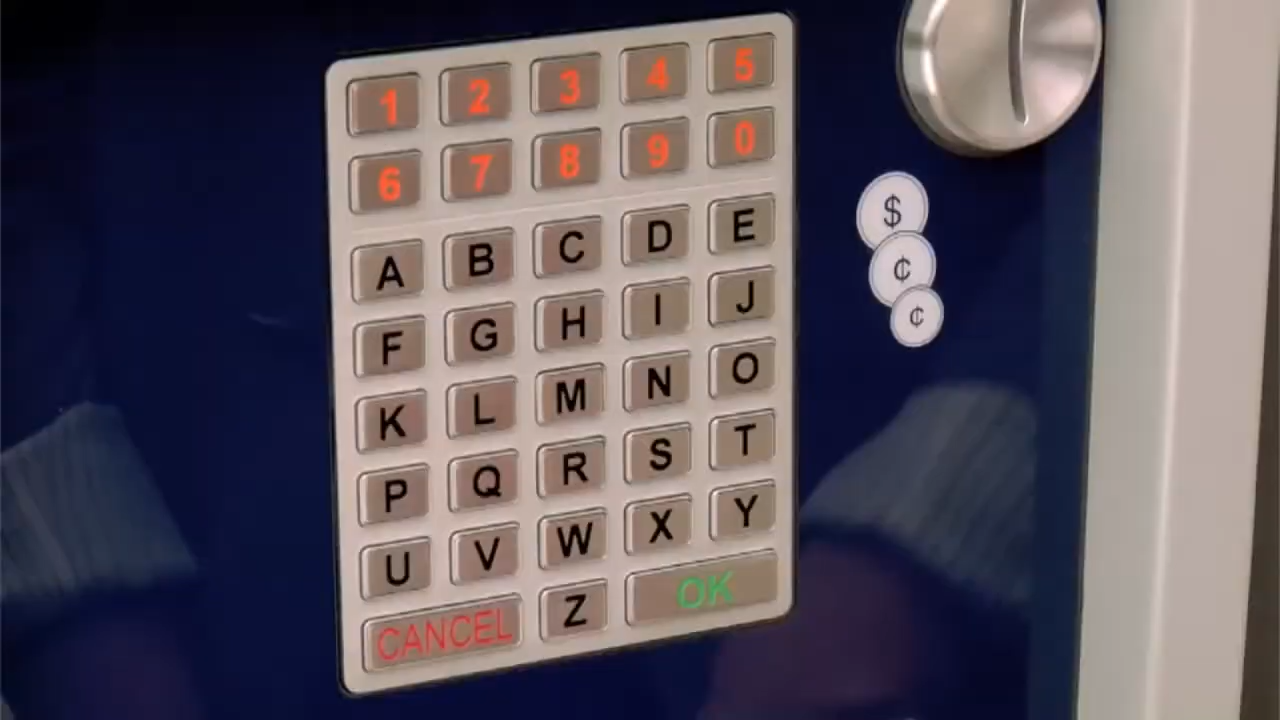 1 2 3 4 5
6 7 8 9 0
A B C D E
F G H I J
K L M N O
P Q R S T
U V W X Y
CANCEL Z OK
$
¢
¢